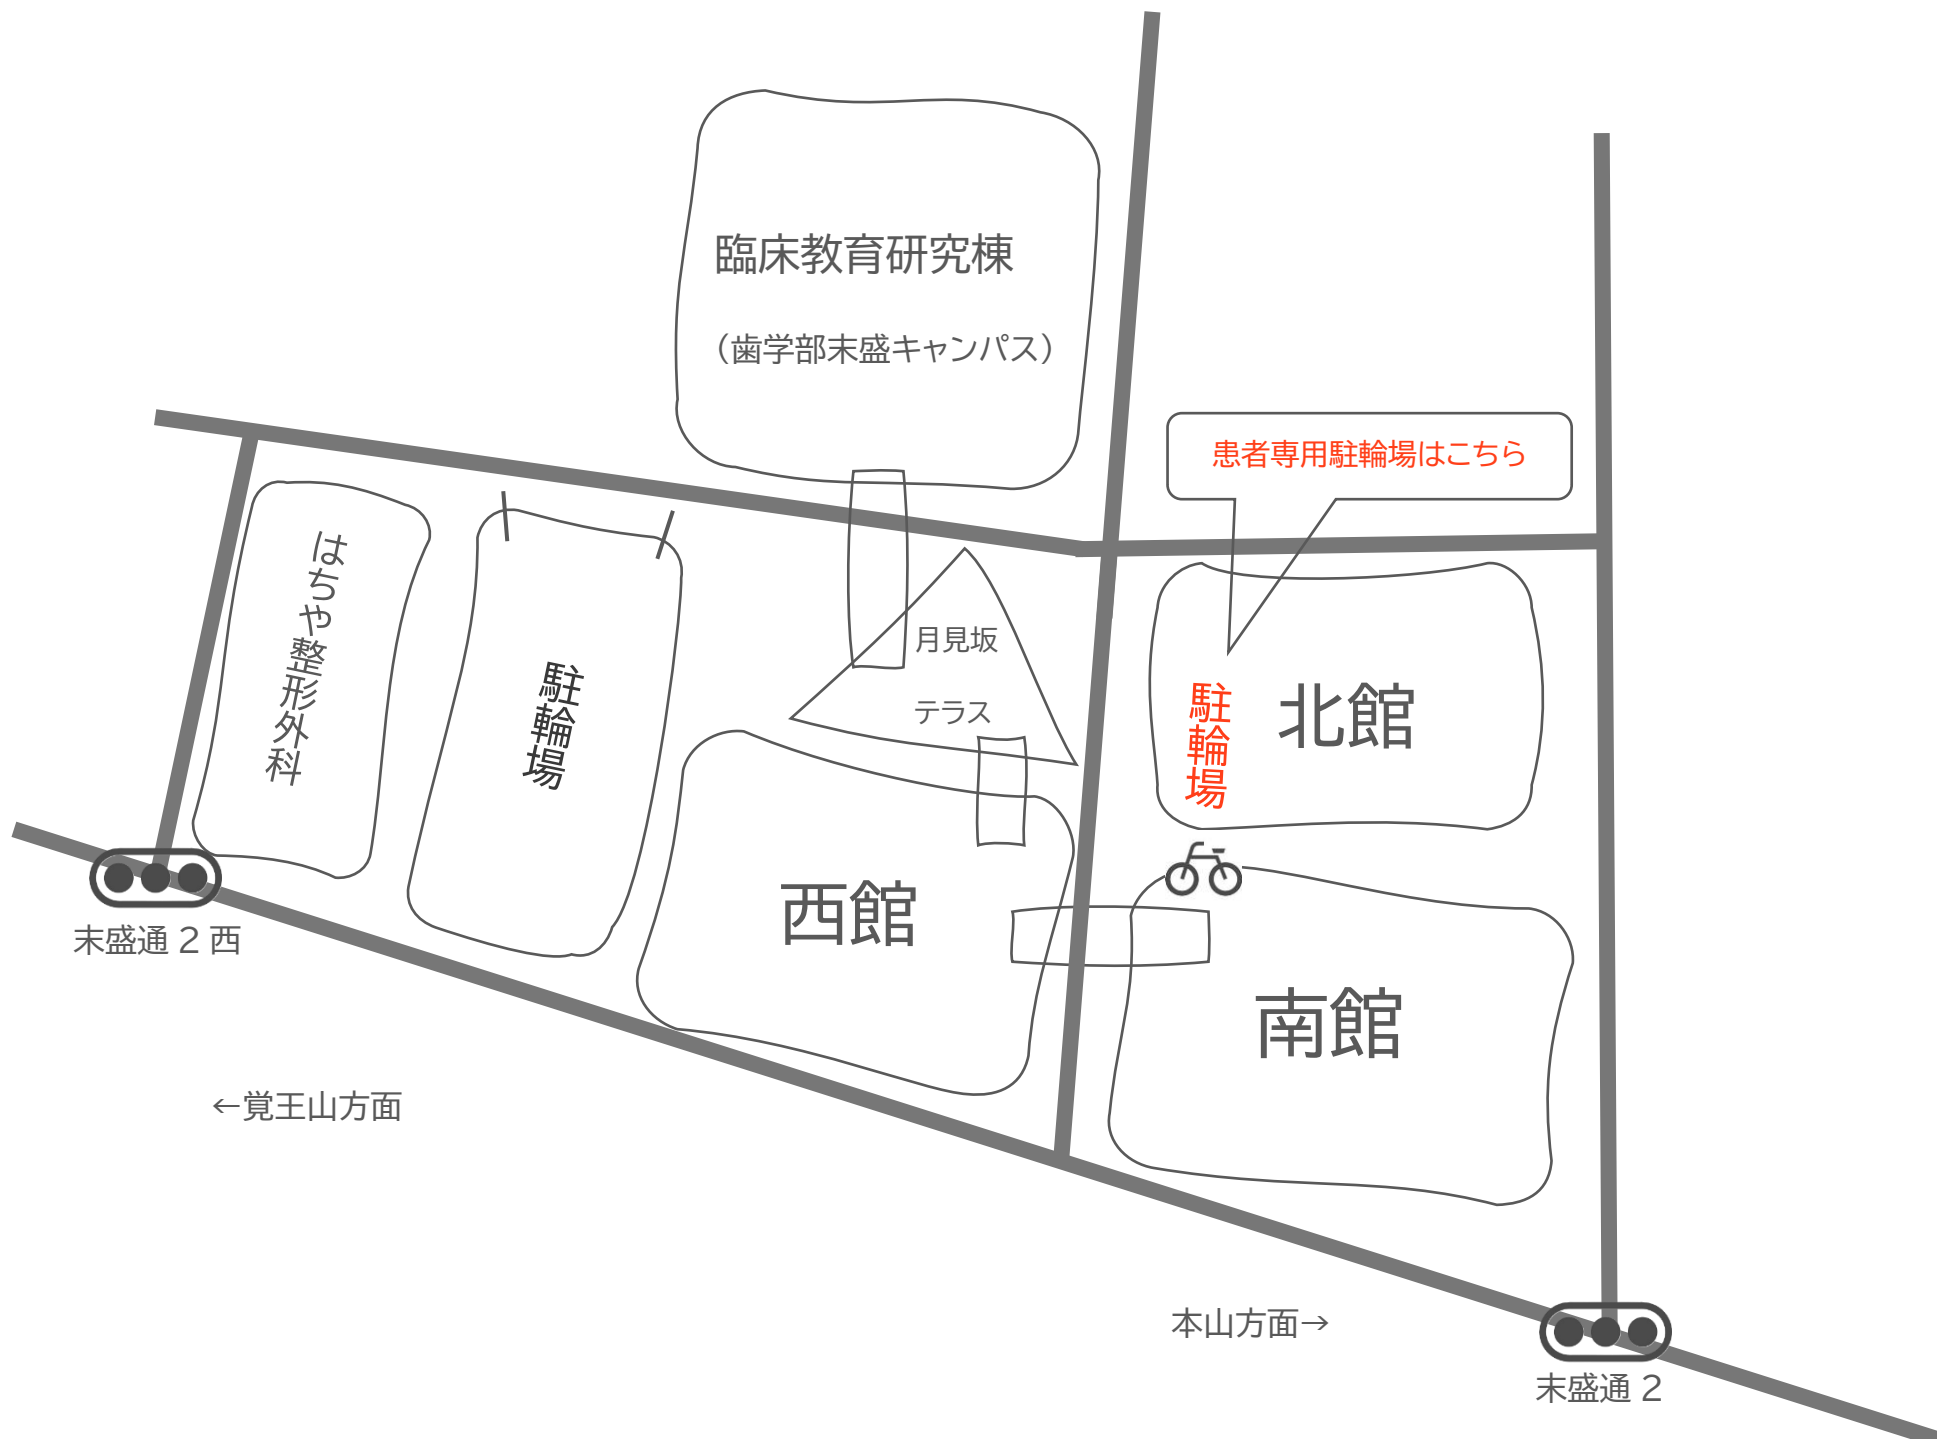 臨床教育研究棟
（歯学部末盛キャンパス）
患者専用駐輪場はこちら
はちや整形外科
駐輪場
月見坂
テラス
駐輪場
北館
西館
末盛通2西
南館
←覚王山方面
本山方面→
末盛通2